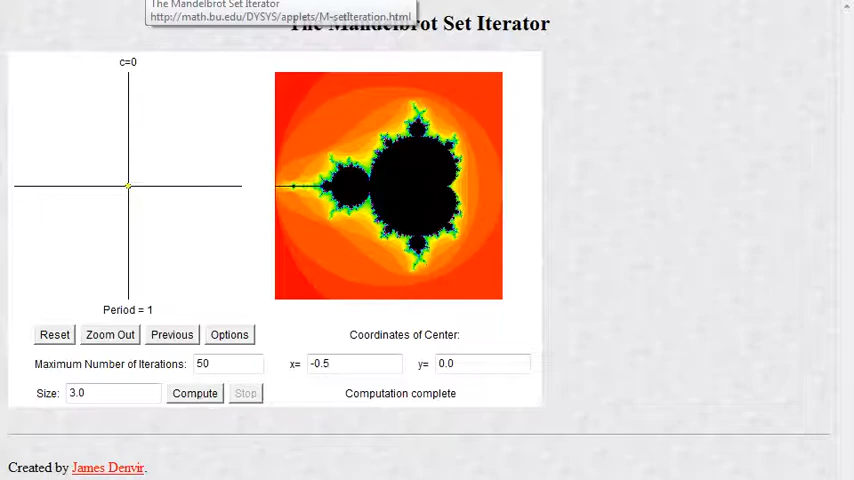 The Mandelbrot Set Iterator
http://math.bu.edu/DYSYS/applets/M-setIteration.html
The Mandelbrot Set Iterator
c=0
Period = 1
Reset Zoom Out Previous Options
Coordinates of Center:
Maximum Number of Iterations: 50 x= -0.5 y= 0.0
Size: 3.0 Compute Stop Computation complete
Created by James Denvir.